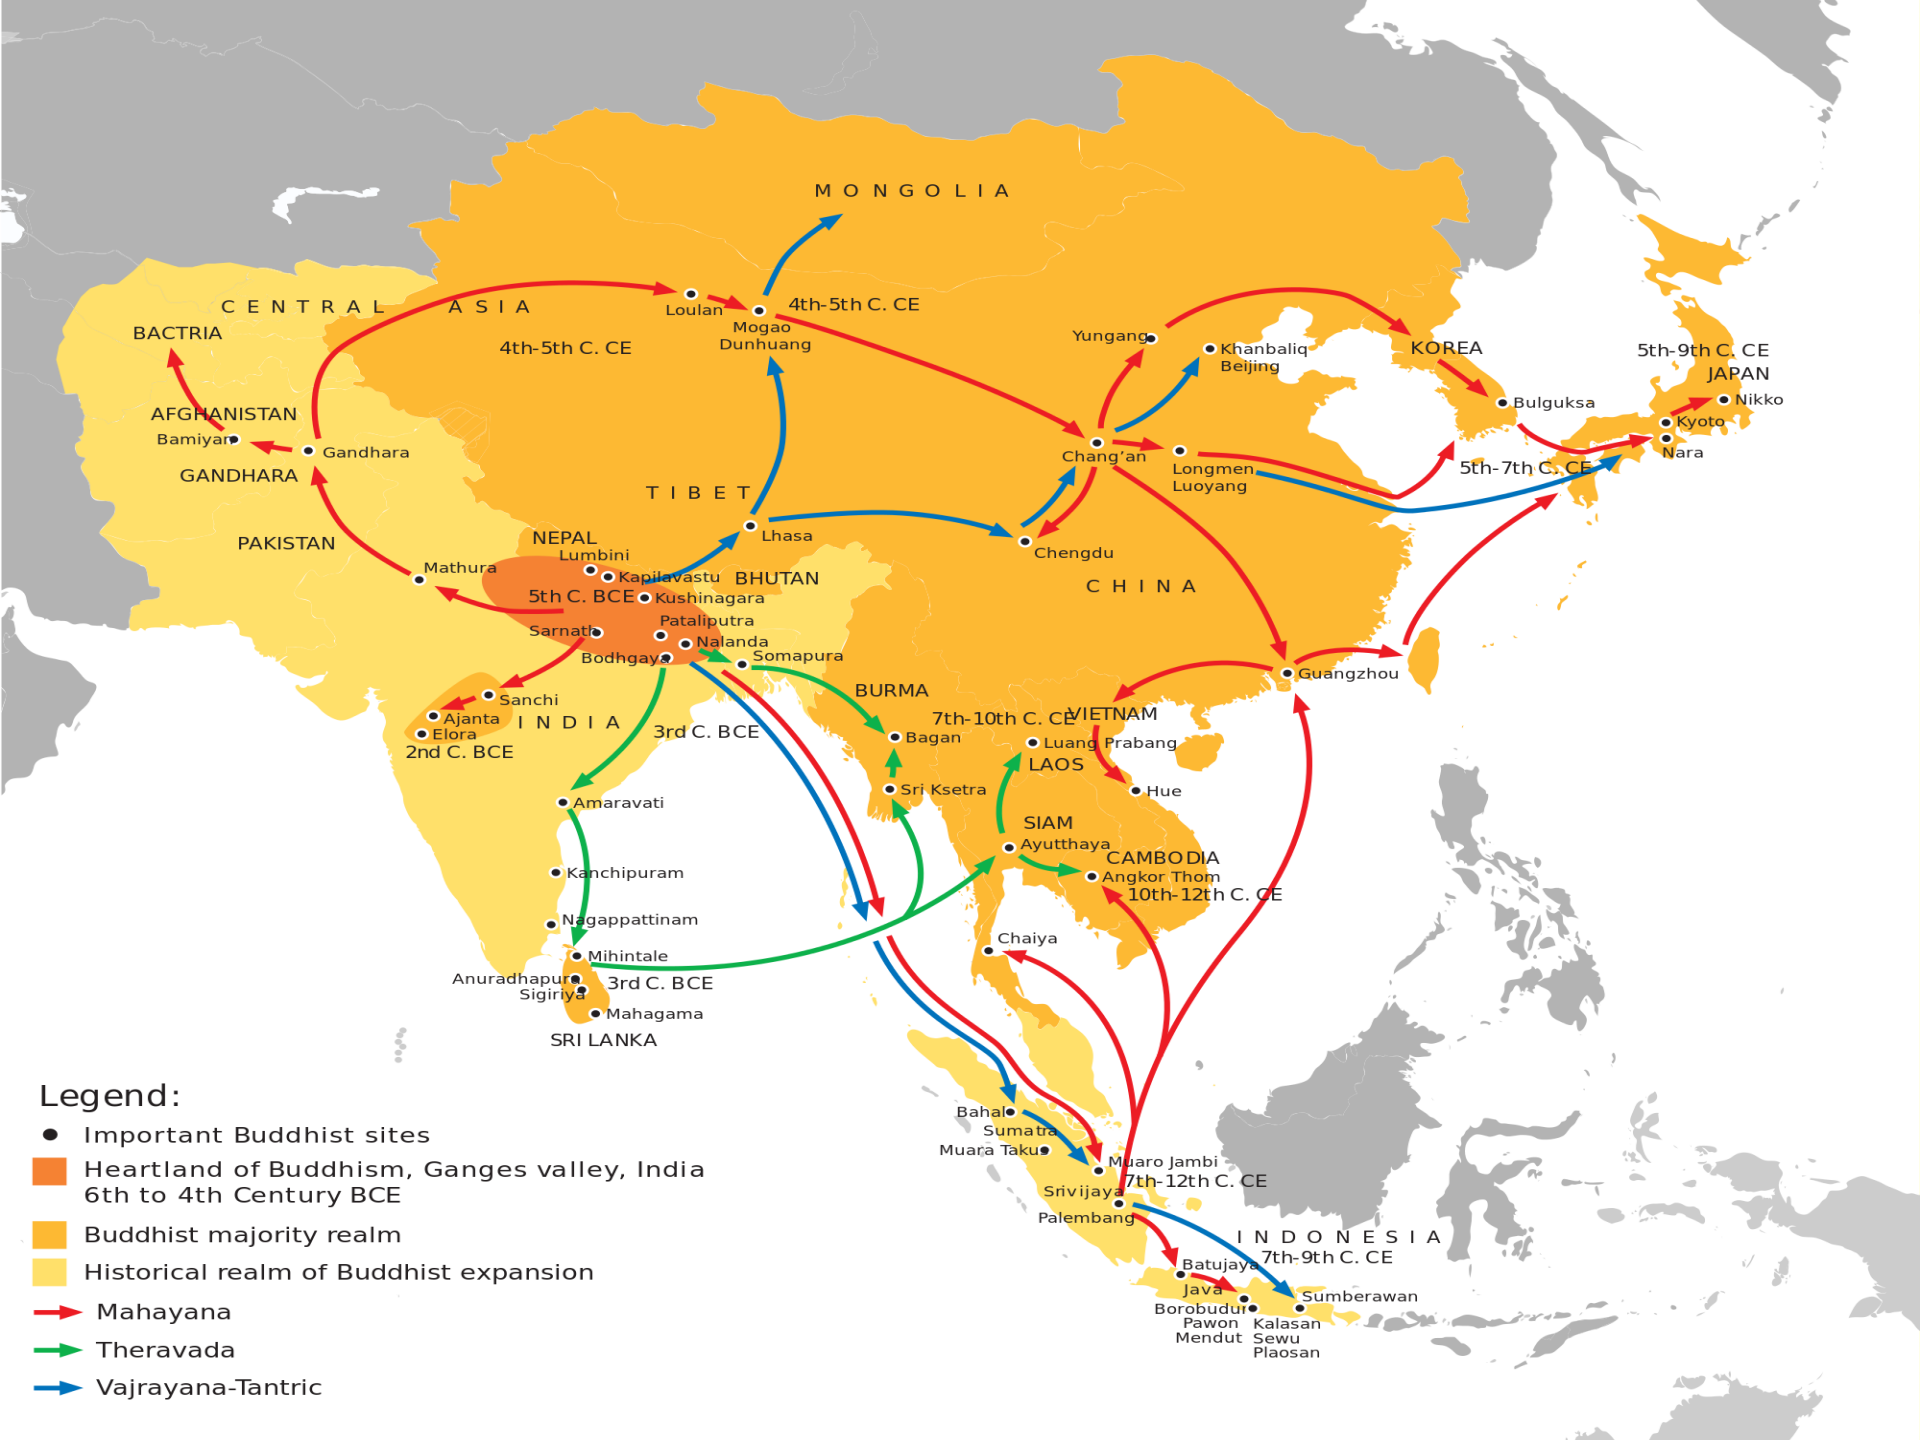 MONGOLIA
CENTRAL ASIA
BACTRIA
4th-5th C. CE
Loulan
Mogao
Dunhuang
4th-5th C. CE
Yungang
Khanbaliq
Beijing
KOREA
5th-9th C. CE
JAPAN
Nikko
Bulguksa
Kyoto
Nara
5th-7th C. CE
AFGHANISTAN
Bamiyan
Gandhara
GANDHARA
PAKISTAN
TIBET
Lhasa
Chang’an
Longmen
Luoyang
Chengdu
CHINA
NEPAL
Lumbini
Kapilavastu
BHUTAN
Mathura
5th C. BCE
Kushinagara
Pataliputra
Sarnath
Nalanda
Bodhgaya
Somapura
Guangzhou
Sanchi
Ajanta
Elora
INDIA
2nd C. BCE
3rd C. BCE
BURMA
7th-10th C. CE
VIETNAM
Bagan
Luang Prabang
LAOS
Sri Ksetra
Hue
Amaravati
SIAM
Ayutthaya
CAMBODIA
Angkor Thom
10th-12th C. CE
Kanchipuram
Nagappattinam
Chaiya
Mihintale
Anuradhapura
Sigiriya
3rd C. BCE
Mahagama
SRI LANKA
Bahal
Sumatra
Muara Takus
Muaro Jambi
7th-12th C. CE
Srivijaya
Palembang
INDONESIA
7th-9th C. CE
Batujaya
Java
Borobudur
Pawon
Mendut
Sumberawan
Kalasan
Sewu
Plaosan
Legend:
Important Buddhist sites
Heartland of Buddhism, Ganges valley, India
6th to 4th Century BCE
Buddhist majority realm
Historical realm of Buddhist expansion
Mahayana
Theravada
Vajrayana-Tantric